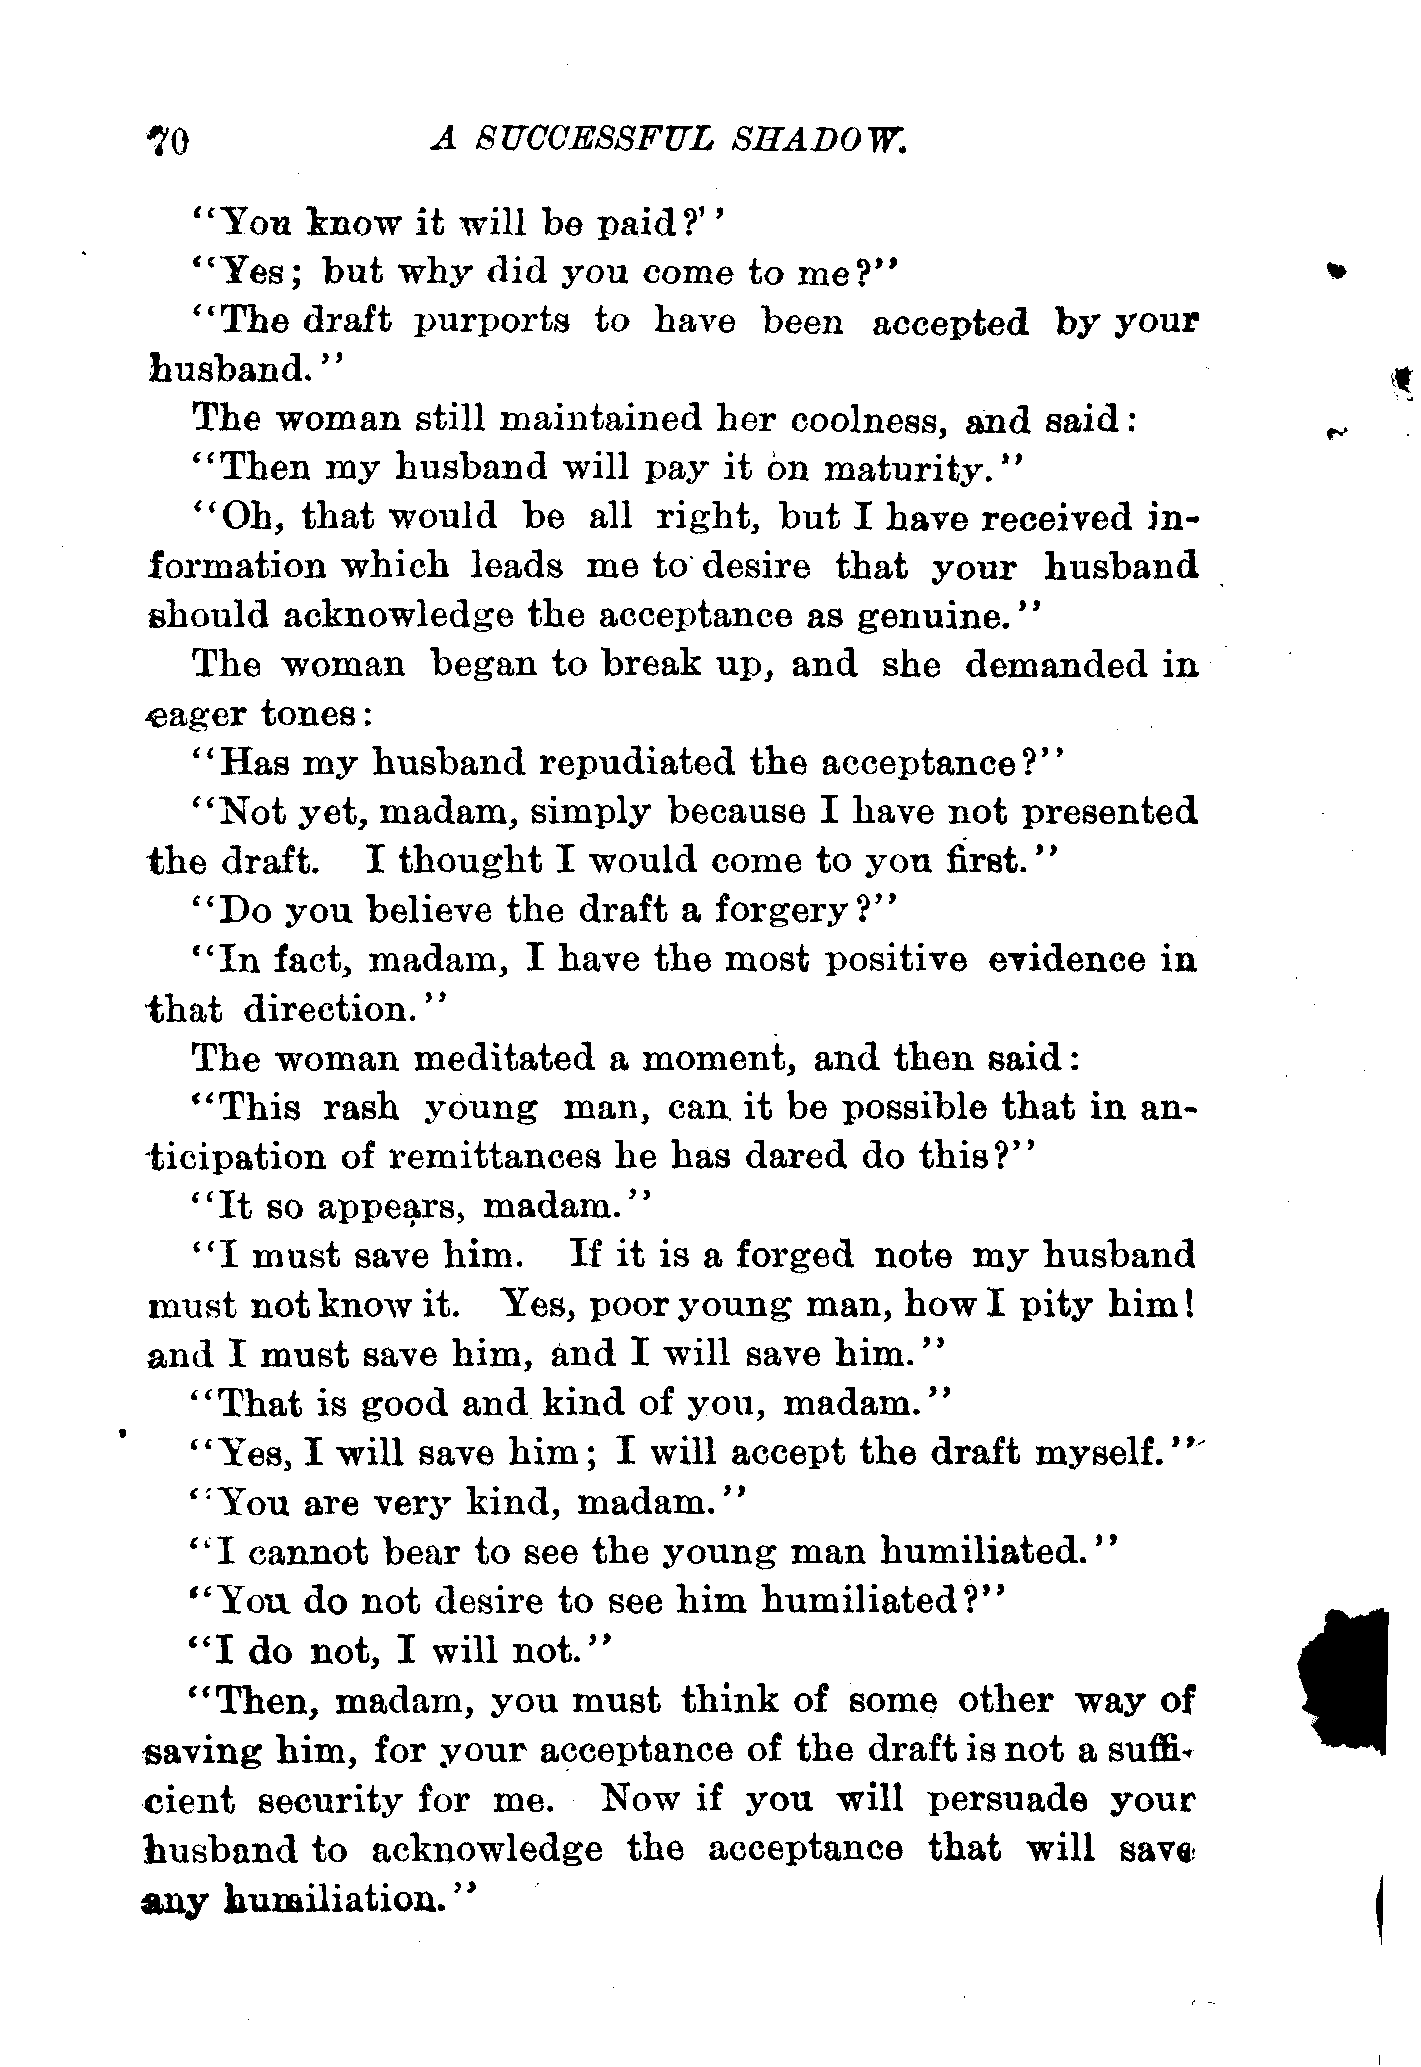 70 A SUCCESSFUL SHADOW.
"You know it will be paid?"
"Yes; but why did you come to me?"
"The draft purports to have been accepted by your
husband."
The woman still maintained her coolness, and said:
"Then my husband will pay it on maturity."
"Oh, that would be all right, but I have received in-
formation which leads me to desire that your husband
should acknowledge the acceptance as genuine."
The woman began to break up, and she demanded in
eager tones:
"Has my husband repudiated the acceptance?"
"Not yet, madam, simply because I have not presented
the draft. I thought I would come to you first."
"Do you believe the draft a forgery?"
"In fact, madam, I have the most positive evidence in
that direction."
The woman meditated a moment, and then said:
"This rash young man, can it be possible that in an-
ticipation of remittances he has dared do this?"
"It so appears, madam."
"I must save him. If it is a forged note my husband
must not know it. Yes, poor young man, how I pity him!
and I must save him, and I will save him."
"That is good and kind of you, madam."
"Yes, I will save him; I will accept the draft myself."
"You are very kind, madam."
"I cannot bear to see the young man humiliated."
"You do not desire to see him humiliated?"
"I do not, I will not."
"Then, madam, you must think of some other way of
saving him, for your acceptance of the draft is not a suffi-
cient security for me. Now if you will persuade your
husband to acknowledge the acceptance that will save
any humiliation."